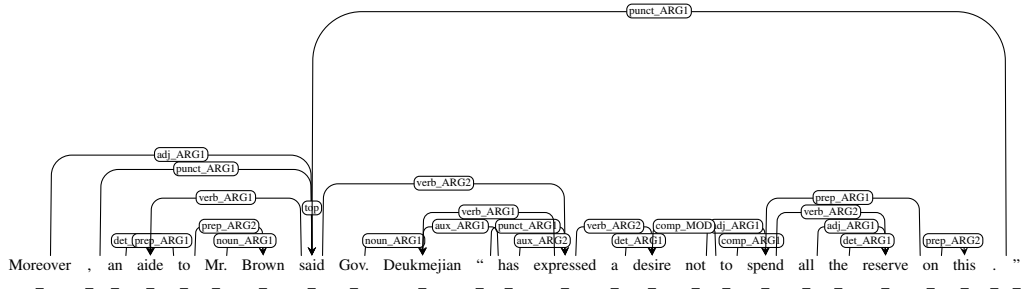 punct_ARG1
adj_ARG1
punct_ARG1
verb_ARG2
verb_ARG1 top verb_ARG1 prep_ARG1 verb_ARG2
prep_ARG2 aux_ARG1 punct_ARG1 verb_ARG2 comp_MOD adj_ARG1 adj_ARG1
det_ prep_ARG1 noun_ARG1 noun_ARG1 aux_ARG2 det_ARG1 comp_ARG1 det_ARG1 prep_ARG2
Moreover , an aide to Mr. Brown said Gov. Deukmejian “ has expressed a desire not to spend all the reserve on this . ”
_ _ _ _ _ _ _ _ _ _ _ _ _ _ _ _ _ _ _ _ _ _ _ _ _